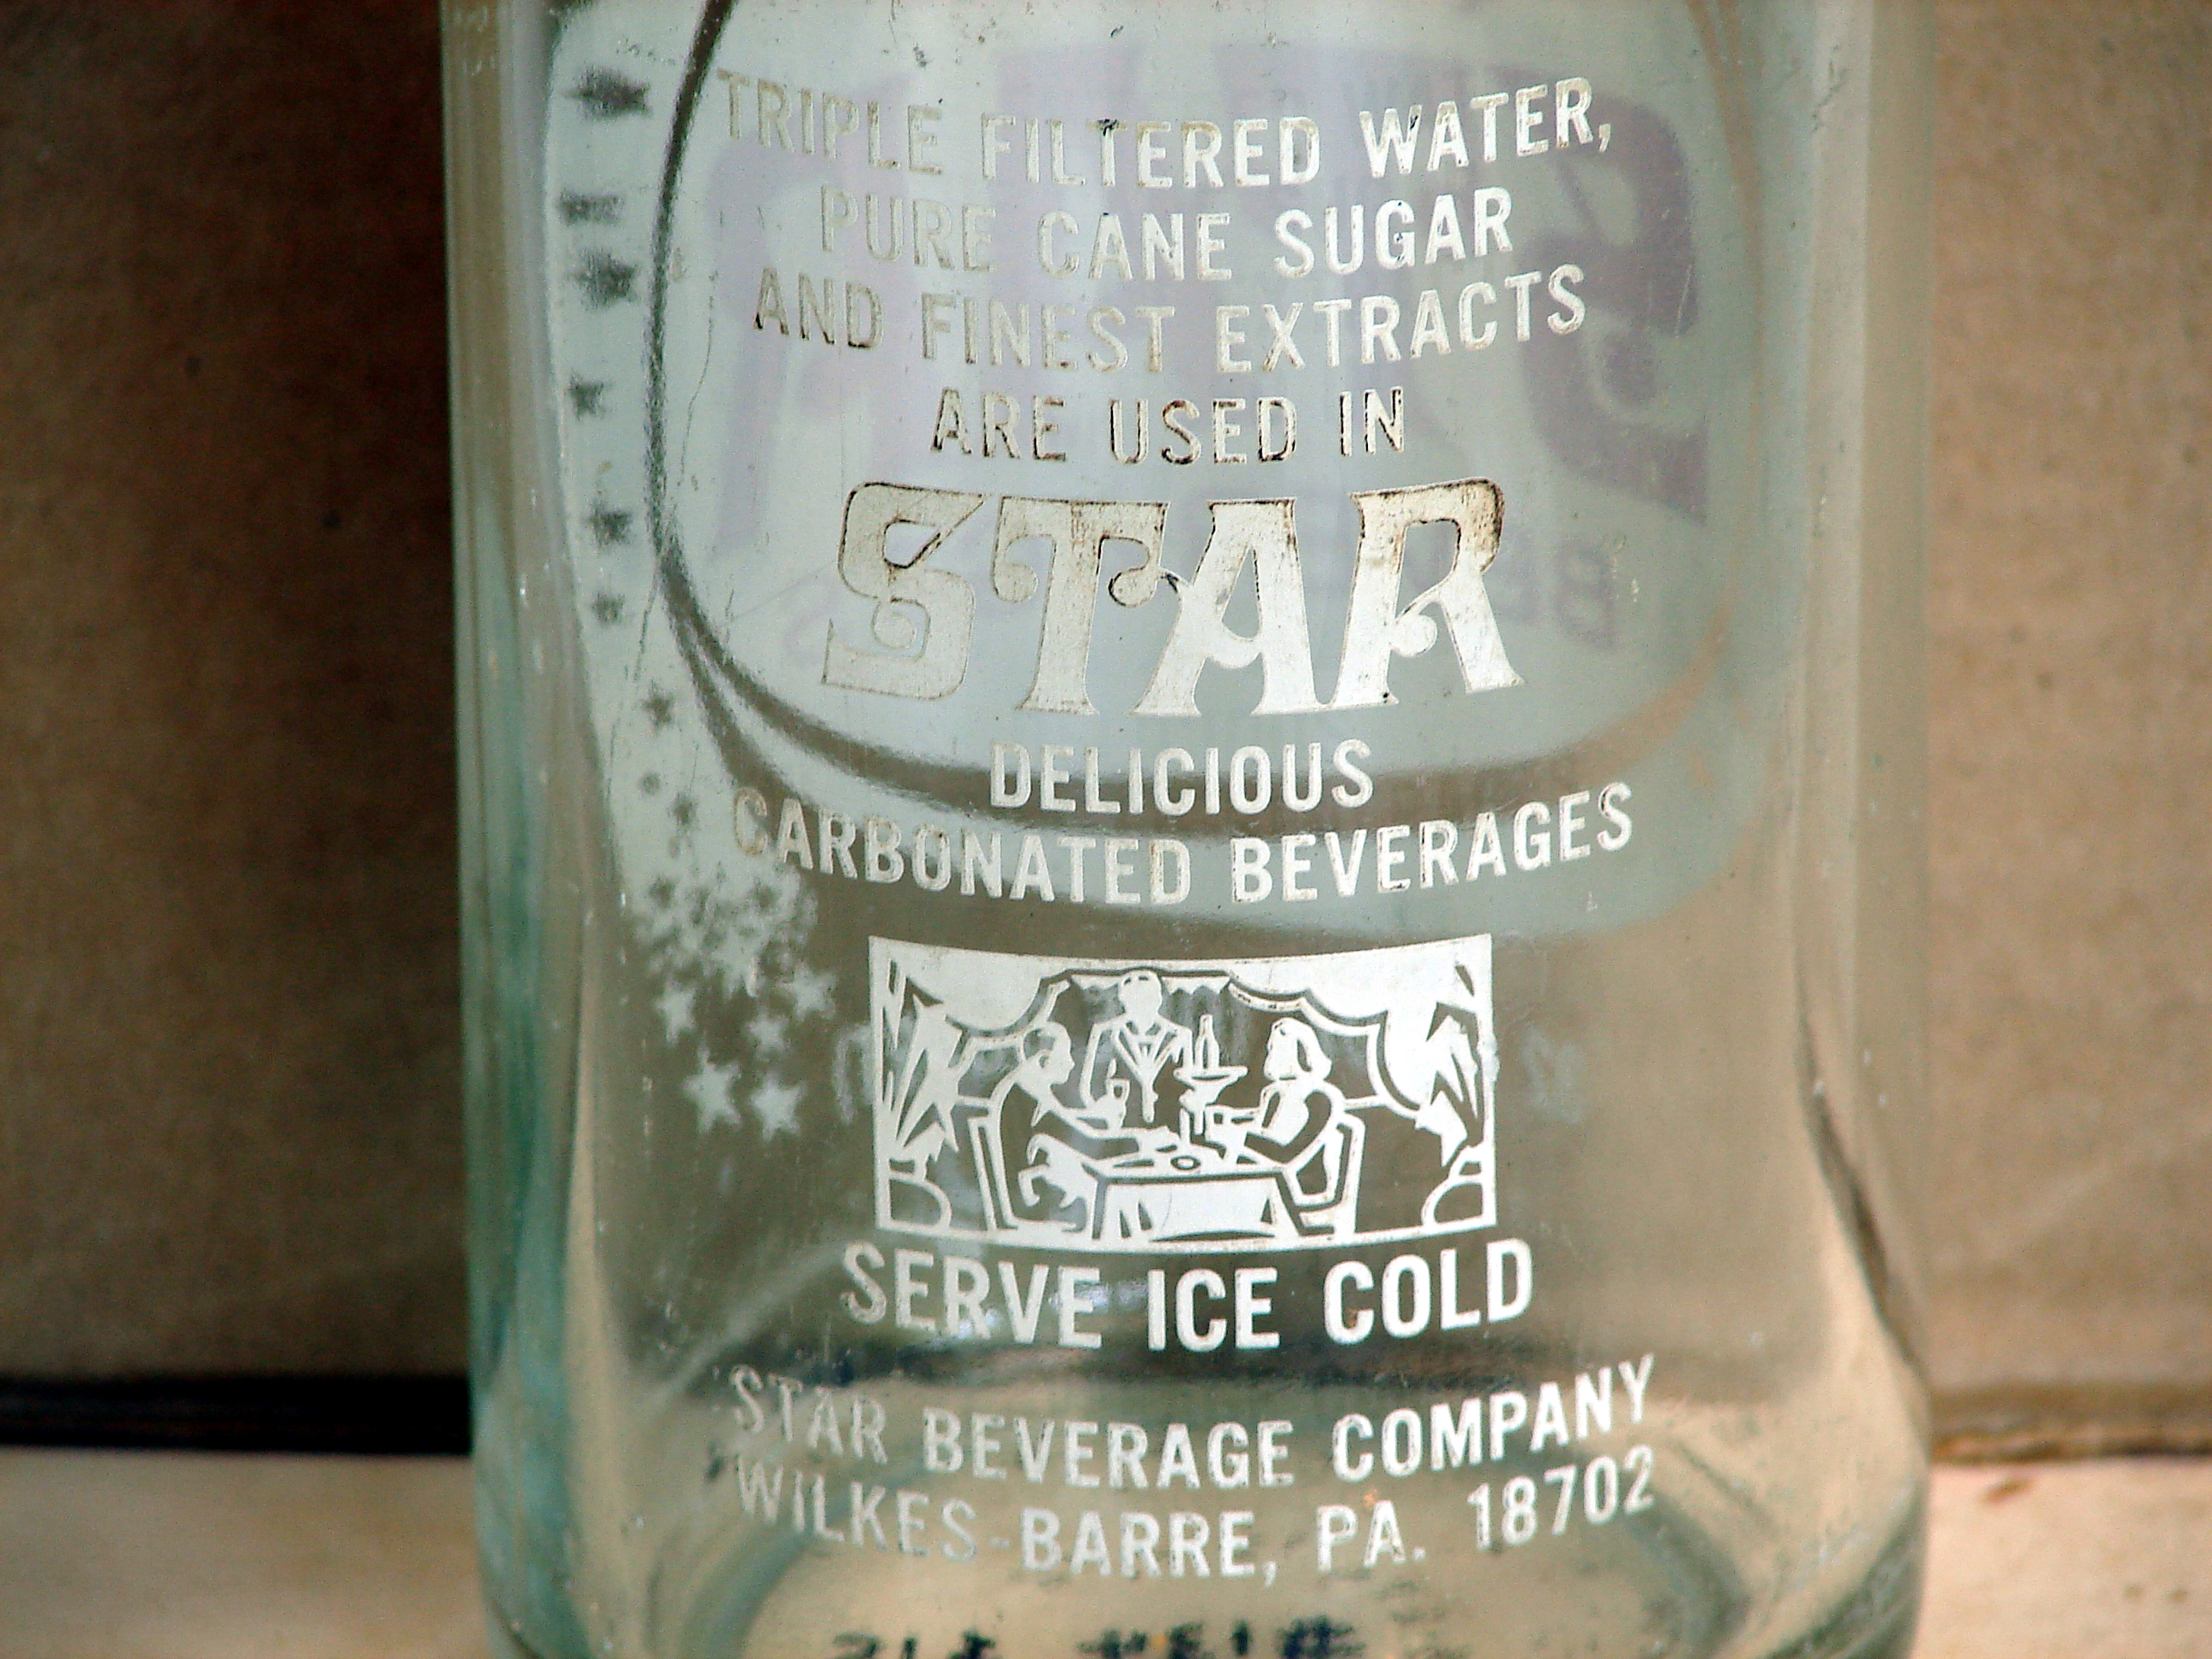 TRIPLE FILTERED WATER,
PURE CANE SUGAR
AND FINEST EXTRACTS
ARE USED IN
STAR
DELICIOUS
CARBONATED BEVERAGES
SERVE ICE COLD
STAR BEVERAGE COMPANY
WILKES-BARRE, PA. 18702